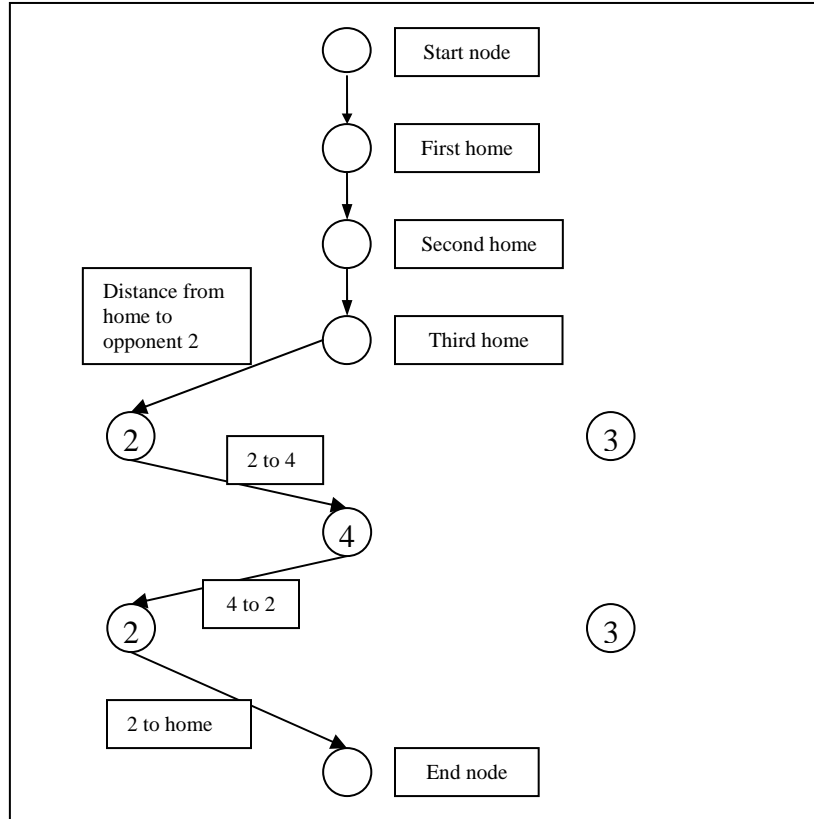 Start node
First home
Second home
Distance from
home to
opponent 2
Third home
2
3
2 to 4
4
4 to 2
2
3
2 to home
End node